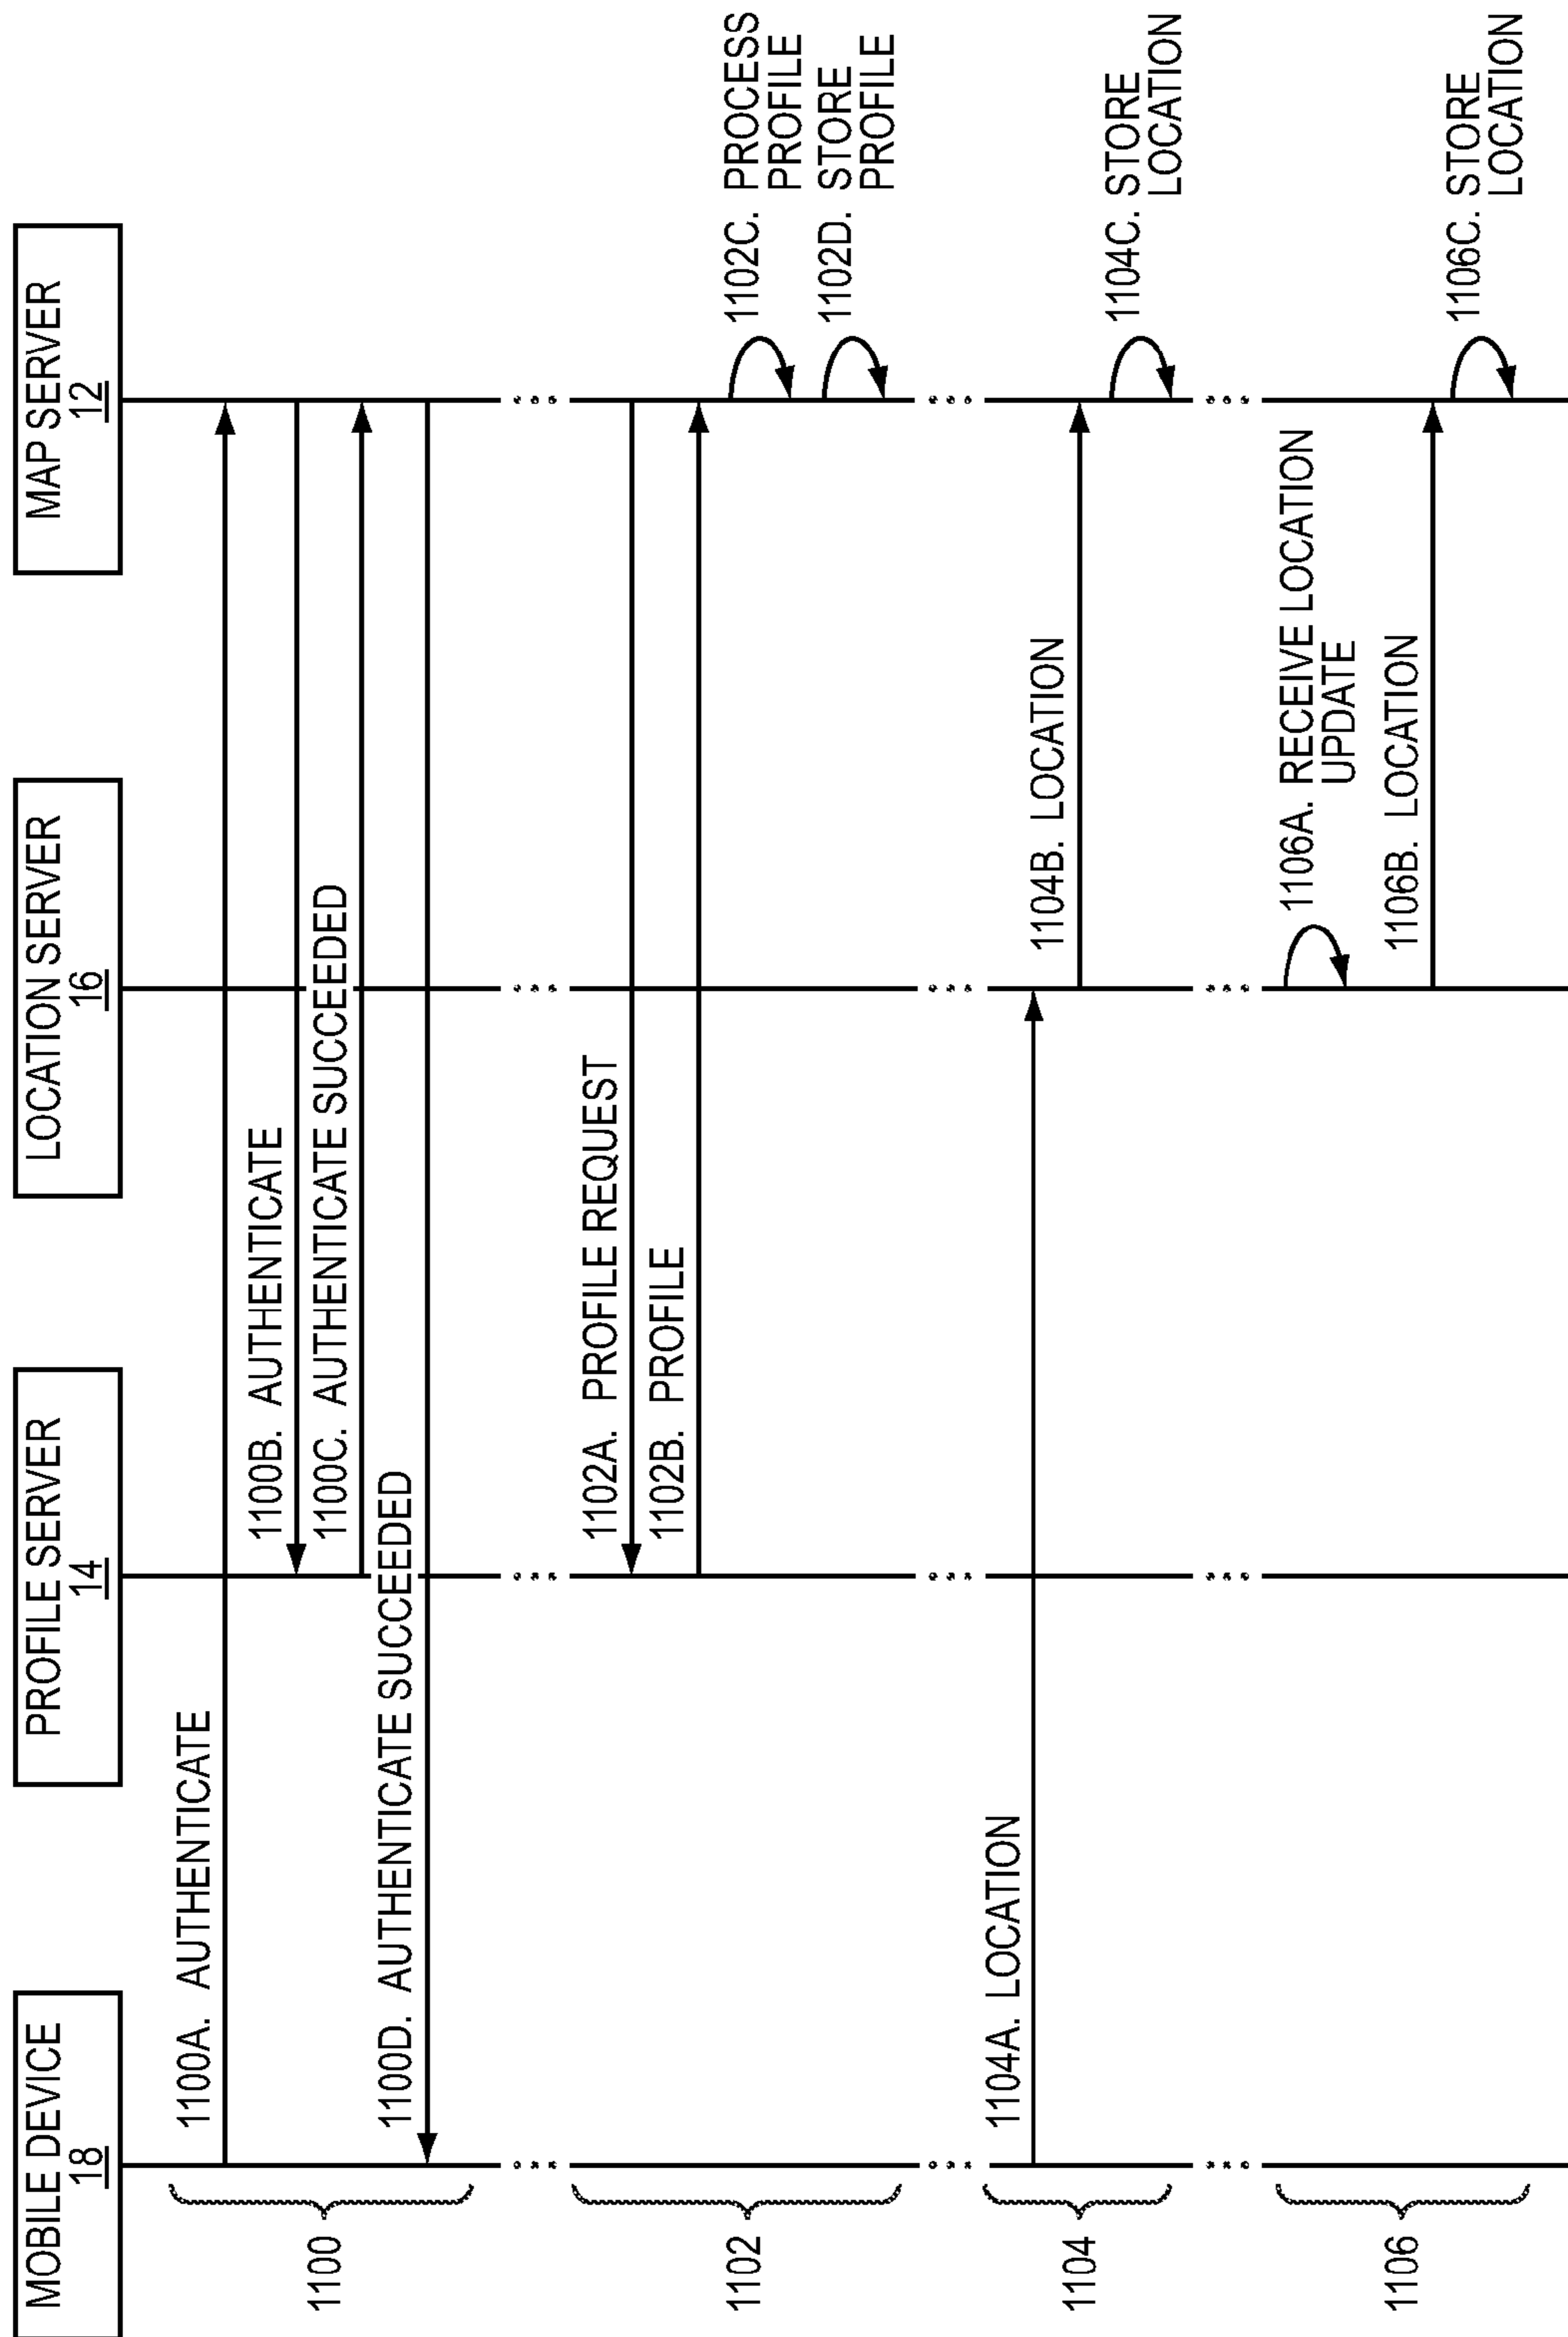 MOBILE DEVICE
18
PROFILE SERVER
14
LOCATION SERVER
16
MAP SERVER
12
1100
1100A. AUTHENTICATE
1100B. AUTHENTICATE
1100C. AUTHENTICATE SUCCEEDED
1100D. AUTHENTICATE SUCCEEDED
1102
1102A. PROFILE REQUEST
1102B. PROFILE
1102C. PROCESS
PROFILE
1102D. STORE
PROFILE
1104
1104A. LOCATION
1104B. LOCATION
1104C. STORE
LOCATION
1106
1106A. RECEIVE LOCATION
UPDATE
1106B. LOCATION
1106C. STORE
LOCATION